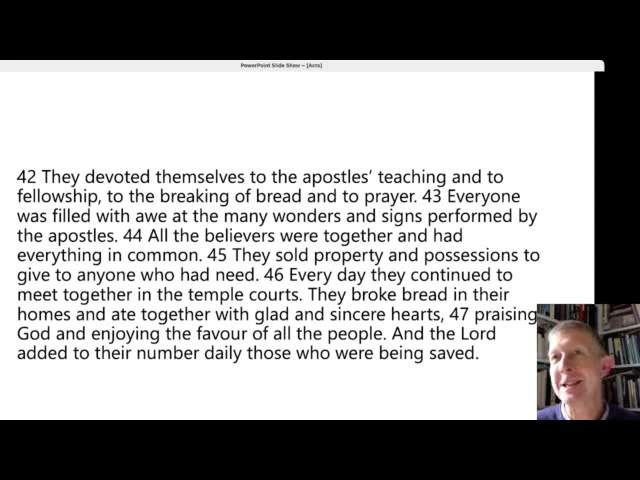 PowerPoint Slide Show – [Acts]
42 They devoted themselves to the apostles’ teaching and to
fellowship, to the breaking of bread and to prayer. 43 Everyone
was filled with awe at the many wonders and signs performed by
the apostles. 44 All the believers were together and had
everything in common. 45 They sold property and possessions to
give to anyone who had need. 46 Every day they continued to
meet together in the temple courts. They broke bread in their
homes and ate together with glad and sincere hearts, 47 praising
God and enjoying the favour of all the people. And the Lord
added to their number daily those who were being saved.